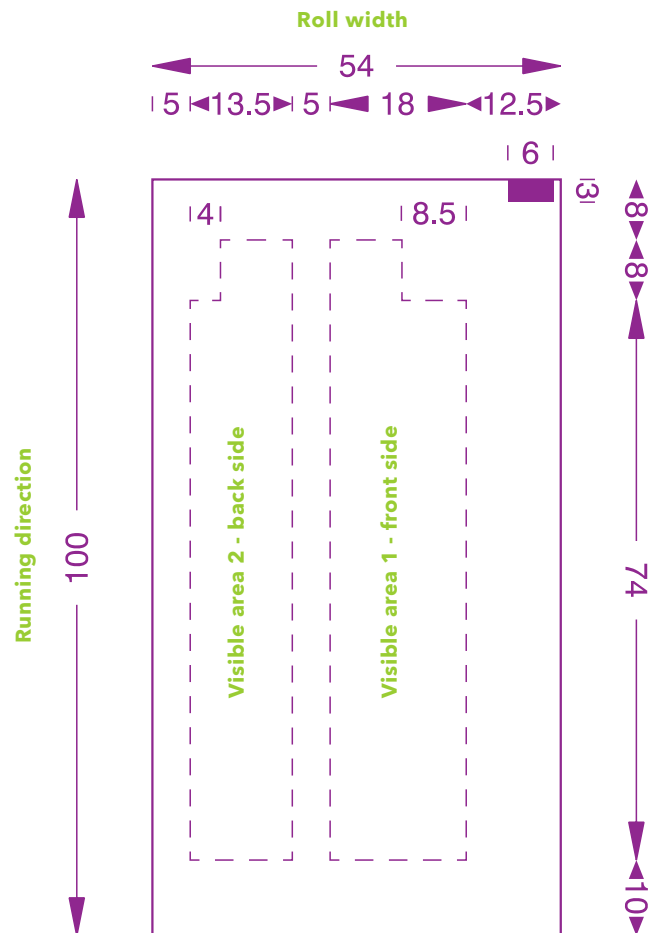 Roll width
54
5 13.5 5 18 12.5
6
3
4
8.5
8
8
Running direction
100
Visible area 2 - back side
Visible area 1 - front side
74
10